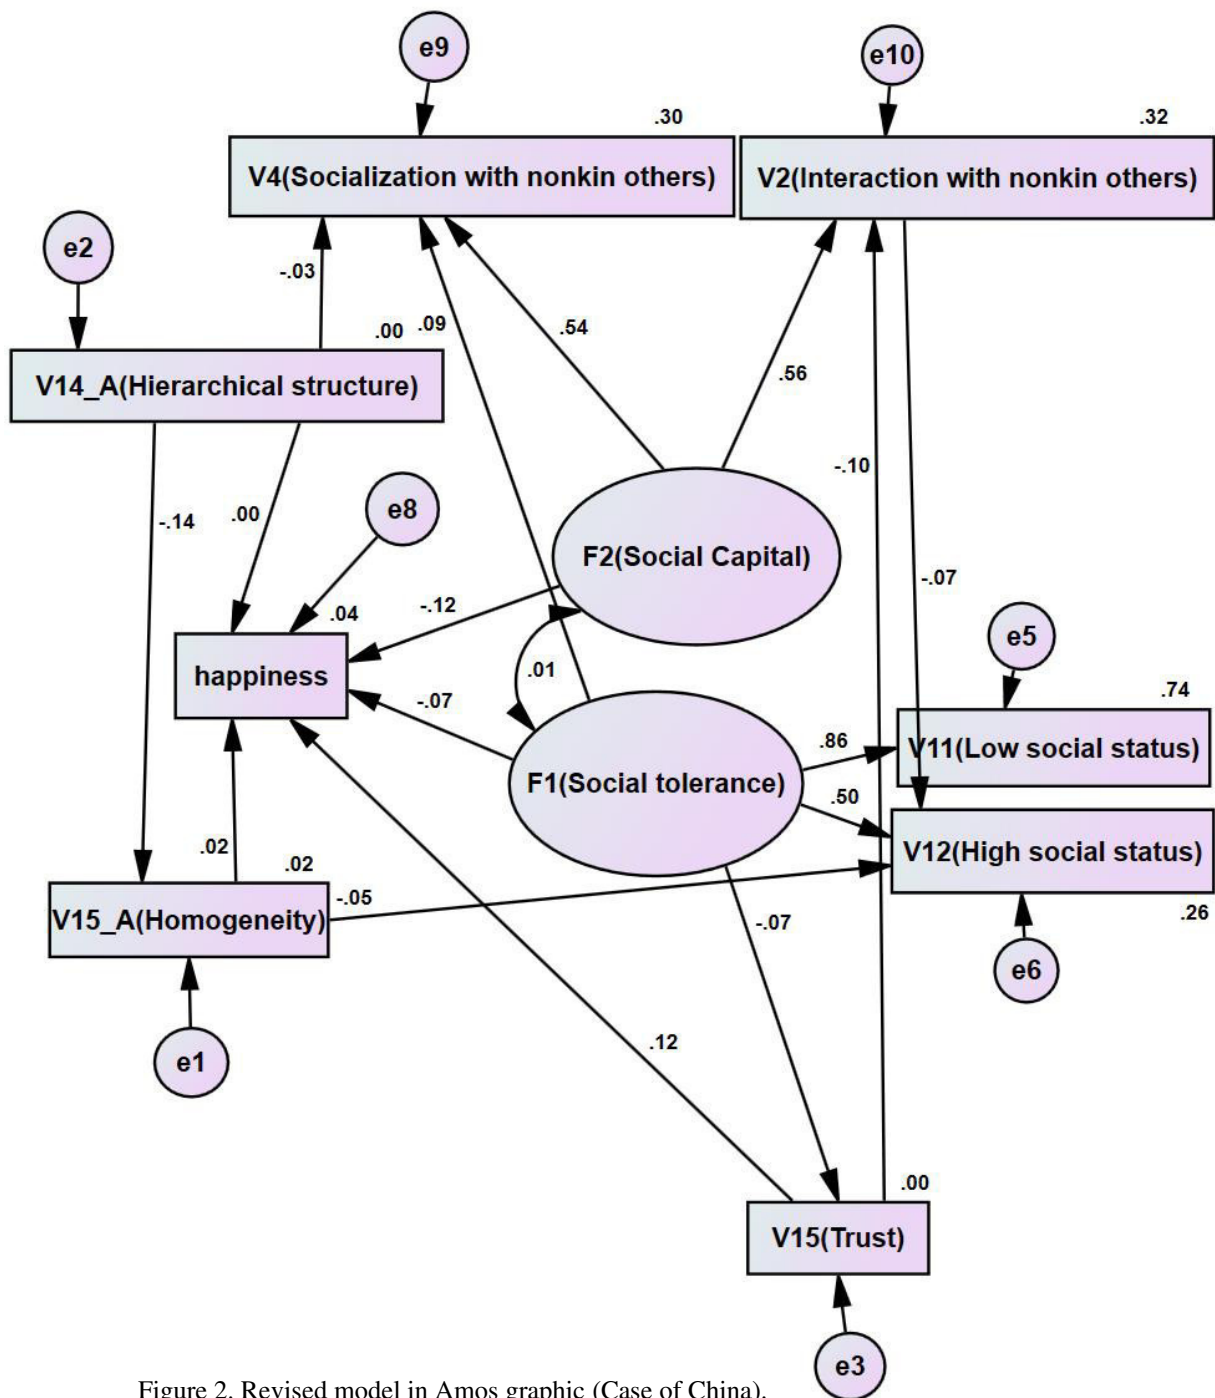 e9
e10
.30
.32
V4(Socialization with nonkin others)
V2(Interaction with nonkin others)
e2
-.03
.00
.09
.54
V14_A(Hierarchical structure)
.56
-.10
e8
-.14
.00
F2(Social Capital)
-.07
-.12
.04
e5
happiness
.01
.74
-.07
.86
V11(Low social status)
F1(Social tolerance)
.50
.02
.02
V12(High social status)
-.05
V15_A(Homogeneity)
-.07
.26
e6
.12
e1
.00
V15(Trust)
e3
Figure 2. Revised model in Amos graphic (Case of China).